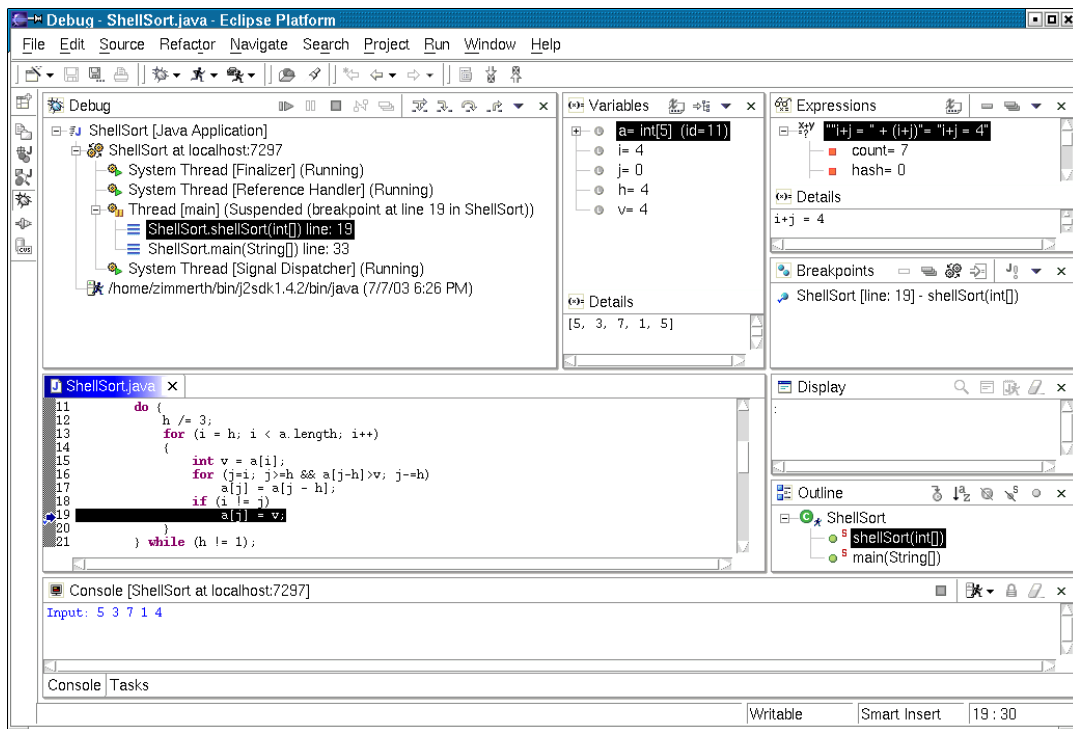 Debug - ShellSort.java - Eclipse Platform
File Edit Source Refactor Navigate Search Project Run Window Help
Debug
ShellSort [Java Application]
ShellSort at localhost:7297
System Thread [Finalizer] (Running)
System Thread [Reference Handler] (Running)
Thread [main] (Suspended (breakpoint at line 19 in ShellSort))
ShellSort.shellSort(int[]) line: 19
ShellSort.main(String[]) line: 33
System Thread [Signal Dispatcher] (Running)
/home/zimmerth/bin/j2sdk1.4.2/bin/java (7/7/03 6:26 PM)
Variables
a= int[5] (id=11)
i= 4
j= 0
h= 4
v= 4
Details
[5, 3, 7, 1, 5]
Expressions
""i+j = " + (i+j)"= "i+j = 4"
count= 7
hash= 0
Details
i+j = 4
Breakpoints
ShellSort [line: 19] - shellSort(int[])
ShellSort.java
11 do {
12 h /= 3;
13 for (i = h; i < a.length; i++)
14 {
15 int v = a[i];
16 for (j=i; j>=h && a[j-h]>v; j-=h)
17 a[j] = a[j - h];
18 if (i != j)
19 a[j] = v;
20 }
21 } while (h != 1);
Display
:
Outline
ShellSort
shellSort(int[])
main(String[])
Console [ShellSort at localhost:7297]
Input: 5 3 7 1 4
Console Tasks
Writable Smart Insert 19 : 30